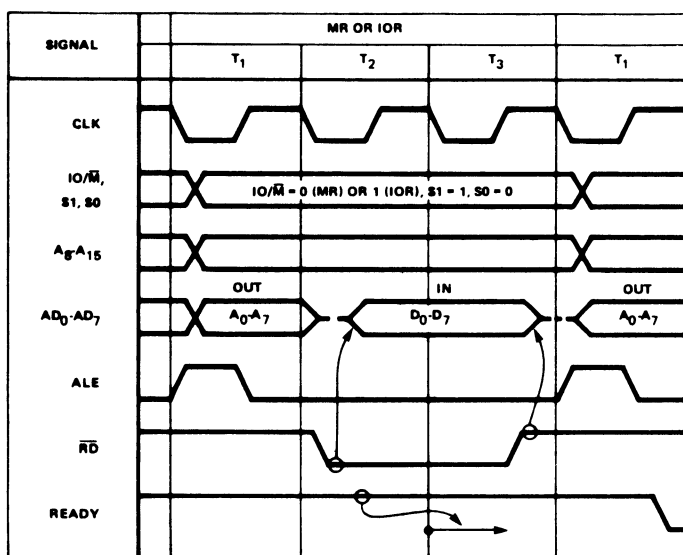 MR OR IOR
SIGNAL
T1 T2 T3 T1
CLK
IO/M̅,
S1, S0
IO/M̅ = 0 (MR) OR 1 (IOR), S1 = 1, S0 = 0
A8-A15
OUT IN OUT
AD0-AD7 A0-A7 D0-D7 A0-A7
ALE
R̅D̅
READY